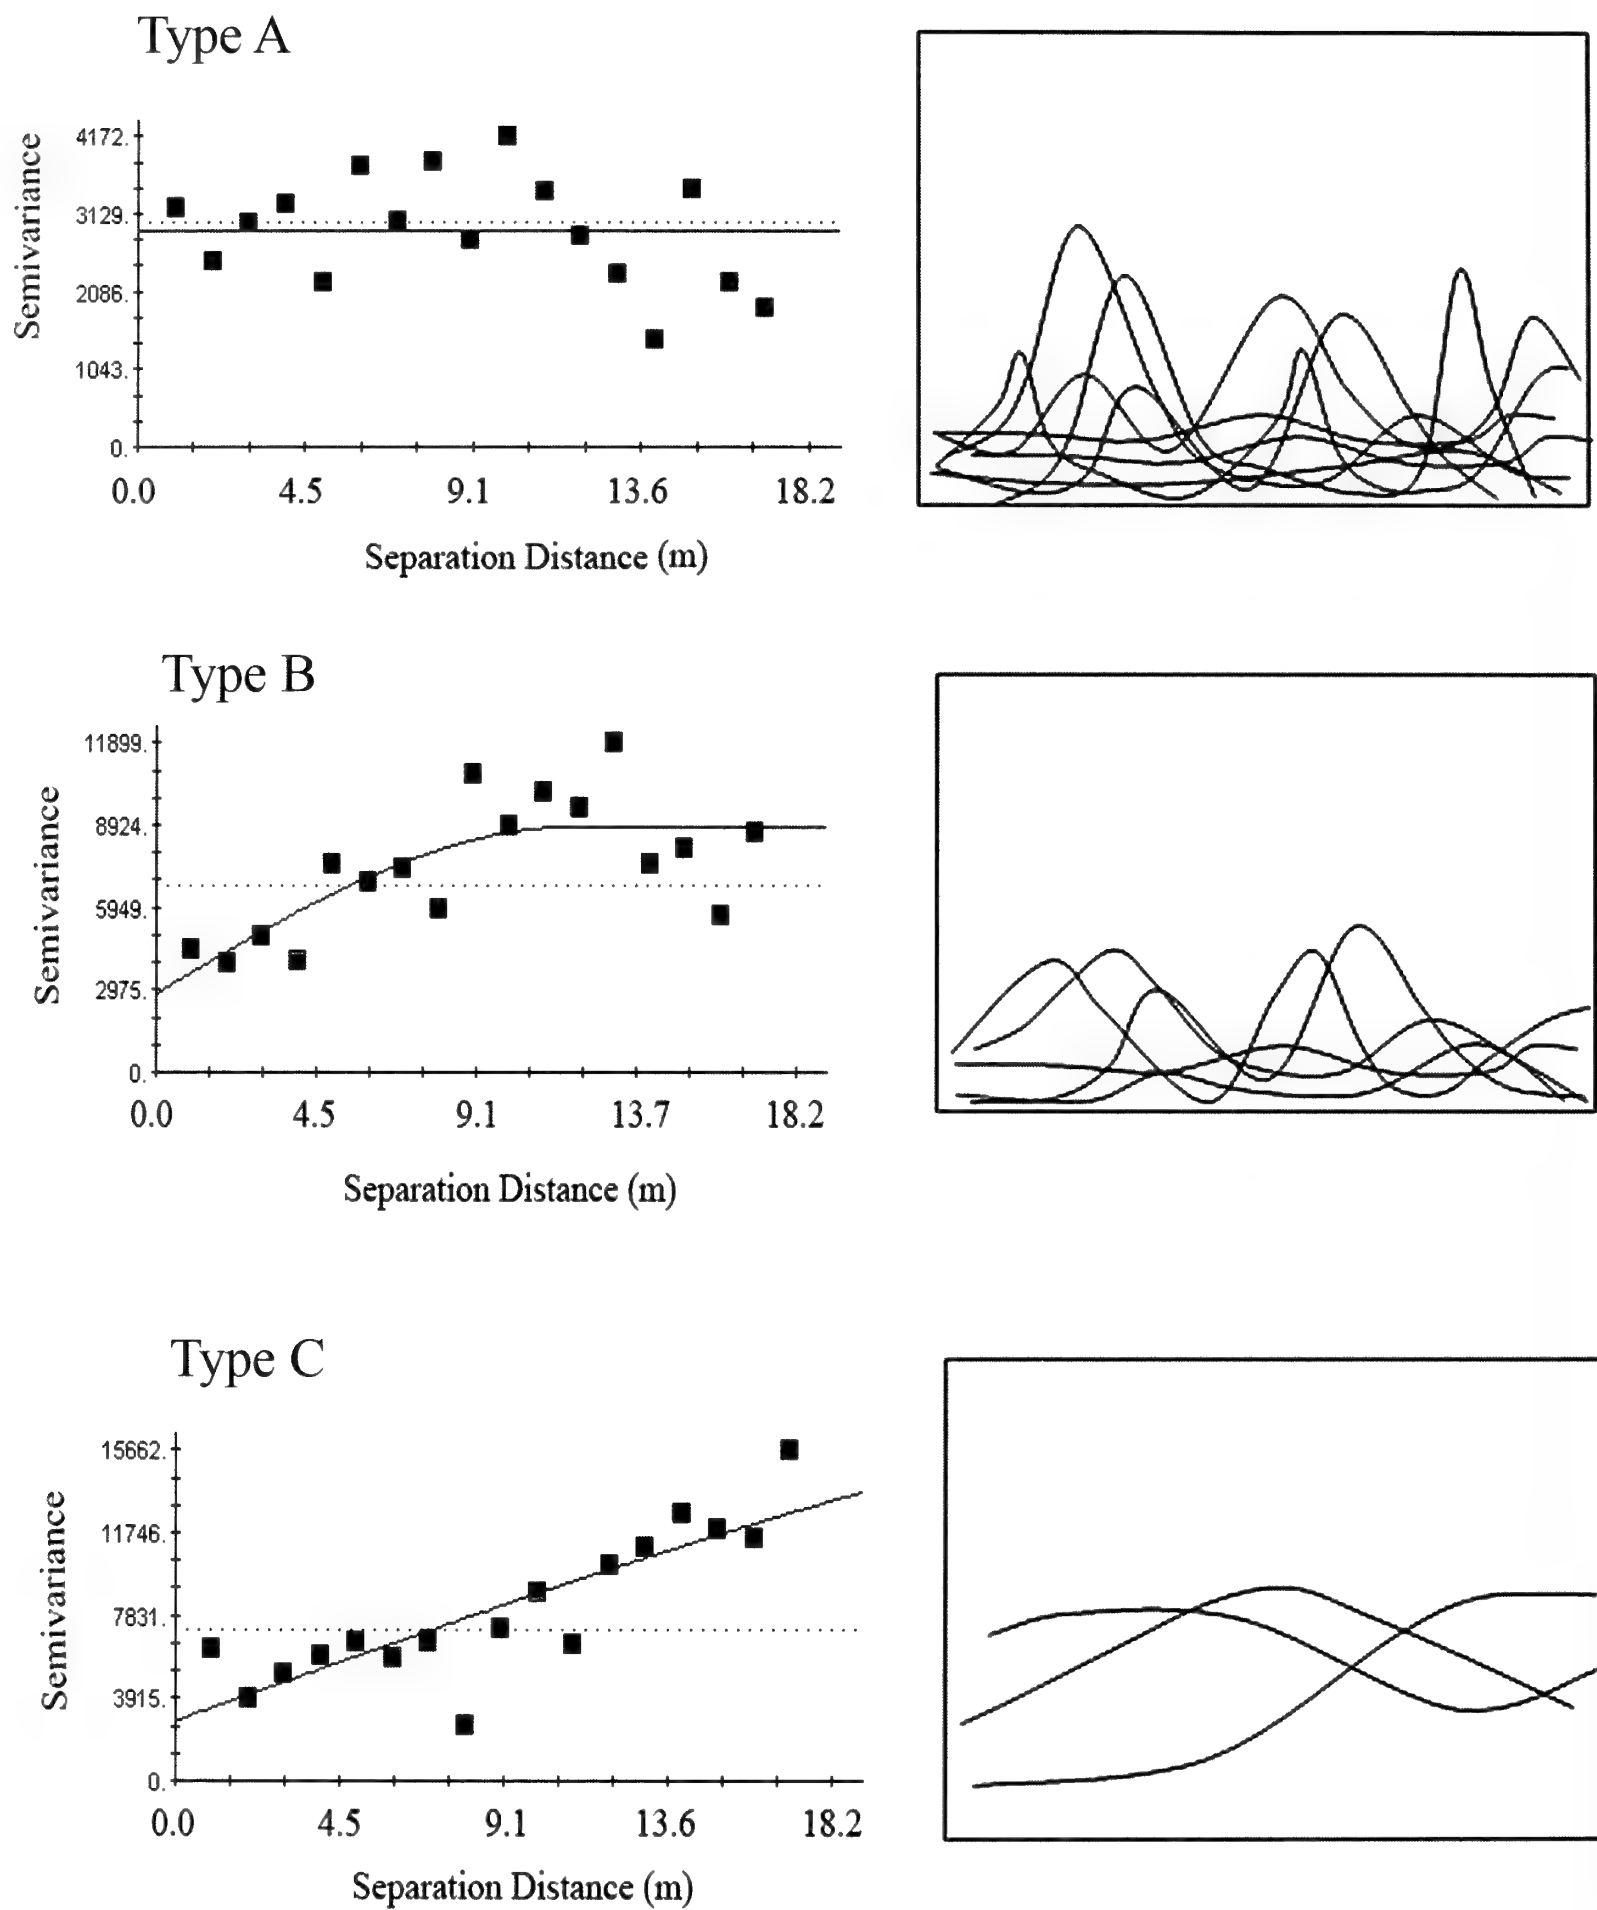 Type A
Semivariance
4172.
3129.
2086.
1043.
0.
0.0 4.5 9.1 13.6 18.2
Separation Distance (m)
Type B
Semivariance
11899.
8924.
5949.
2975.
0.
0.0 4.5 9.1 13.7 18.2
Separation Distance (m)
Type C
Semivariance
15662.
11746.
7831.
3915.
0.
0.0 4.5 9.1 13.6 18.2
Separation Distance (m)